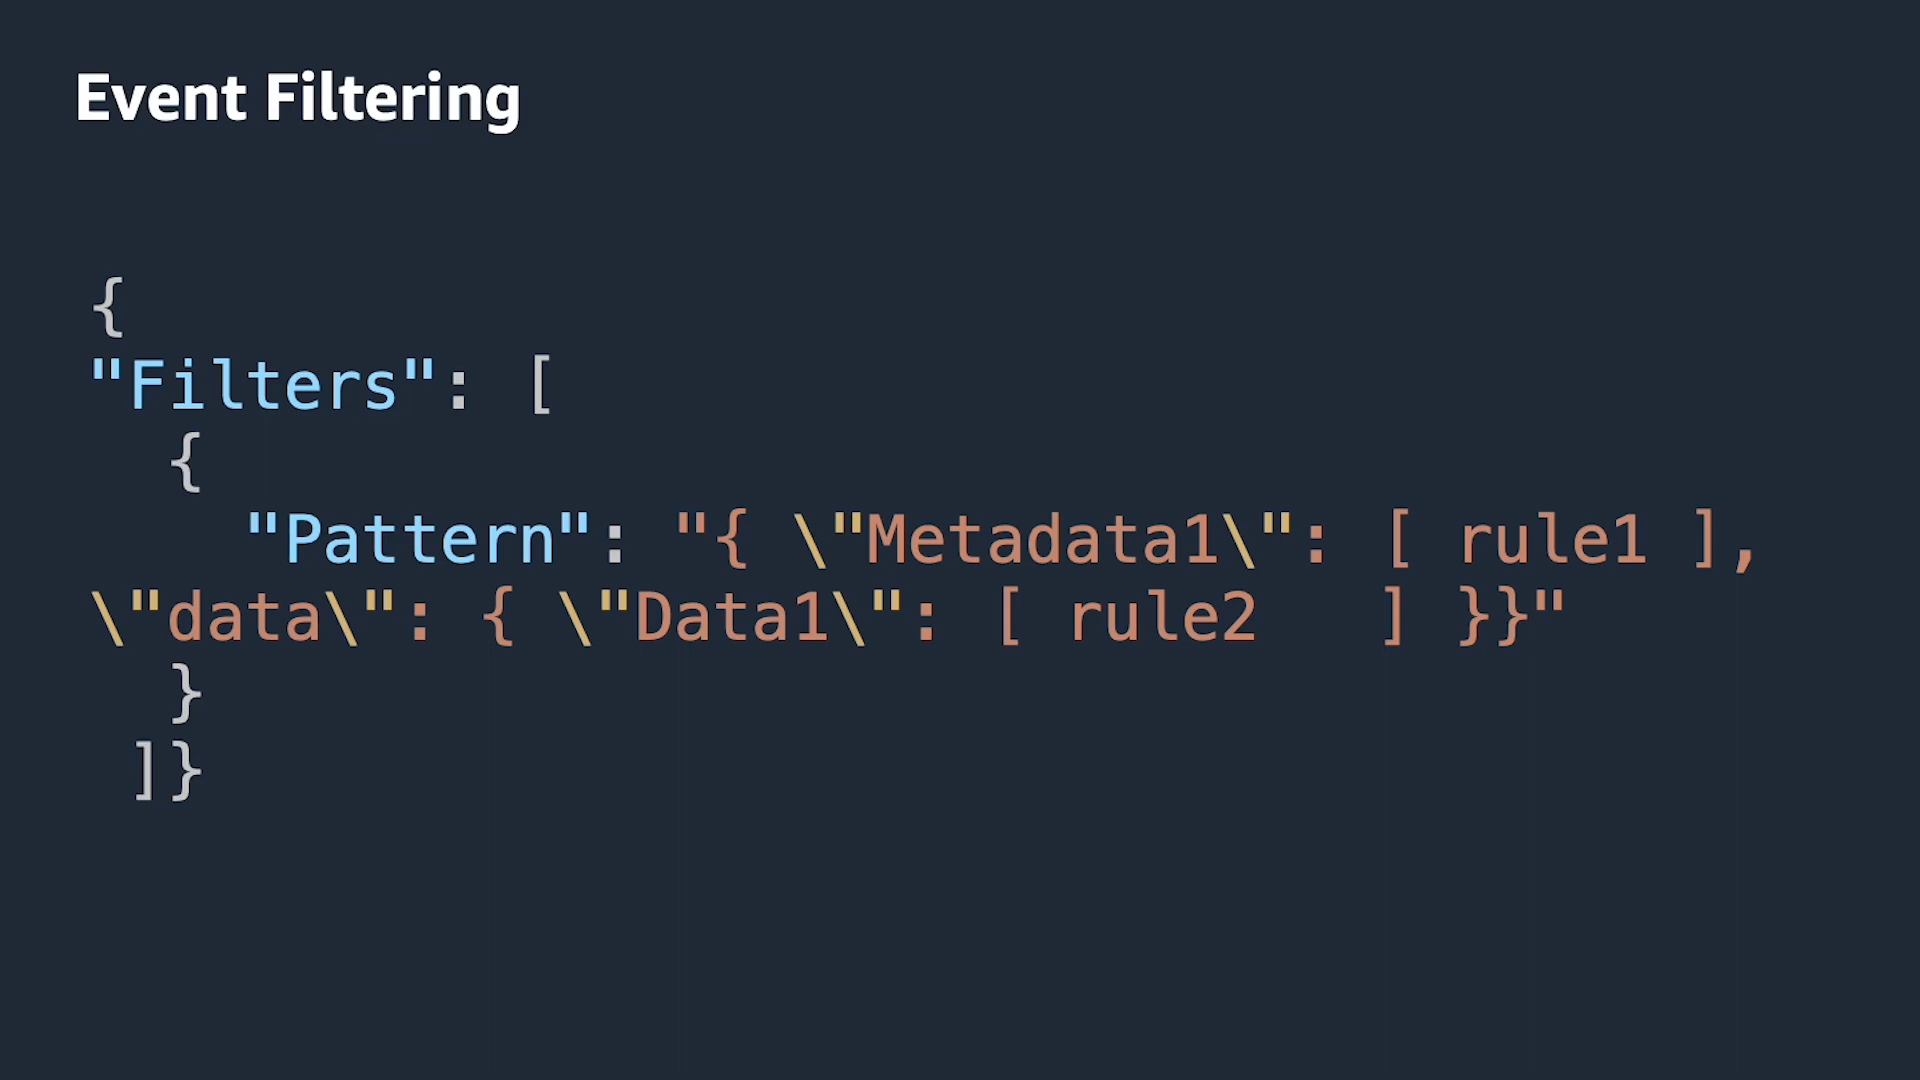 Event Filtering
{
"Filters": [
  {
    "Pattern": "{ \"Metadata1\": [ rule1 ],
\"data\": { \"Data1\": [ rule2   ] }}"
  }
 ]}